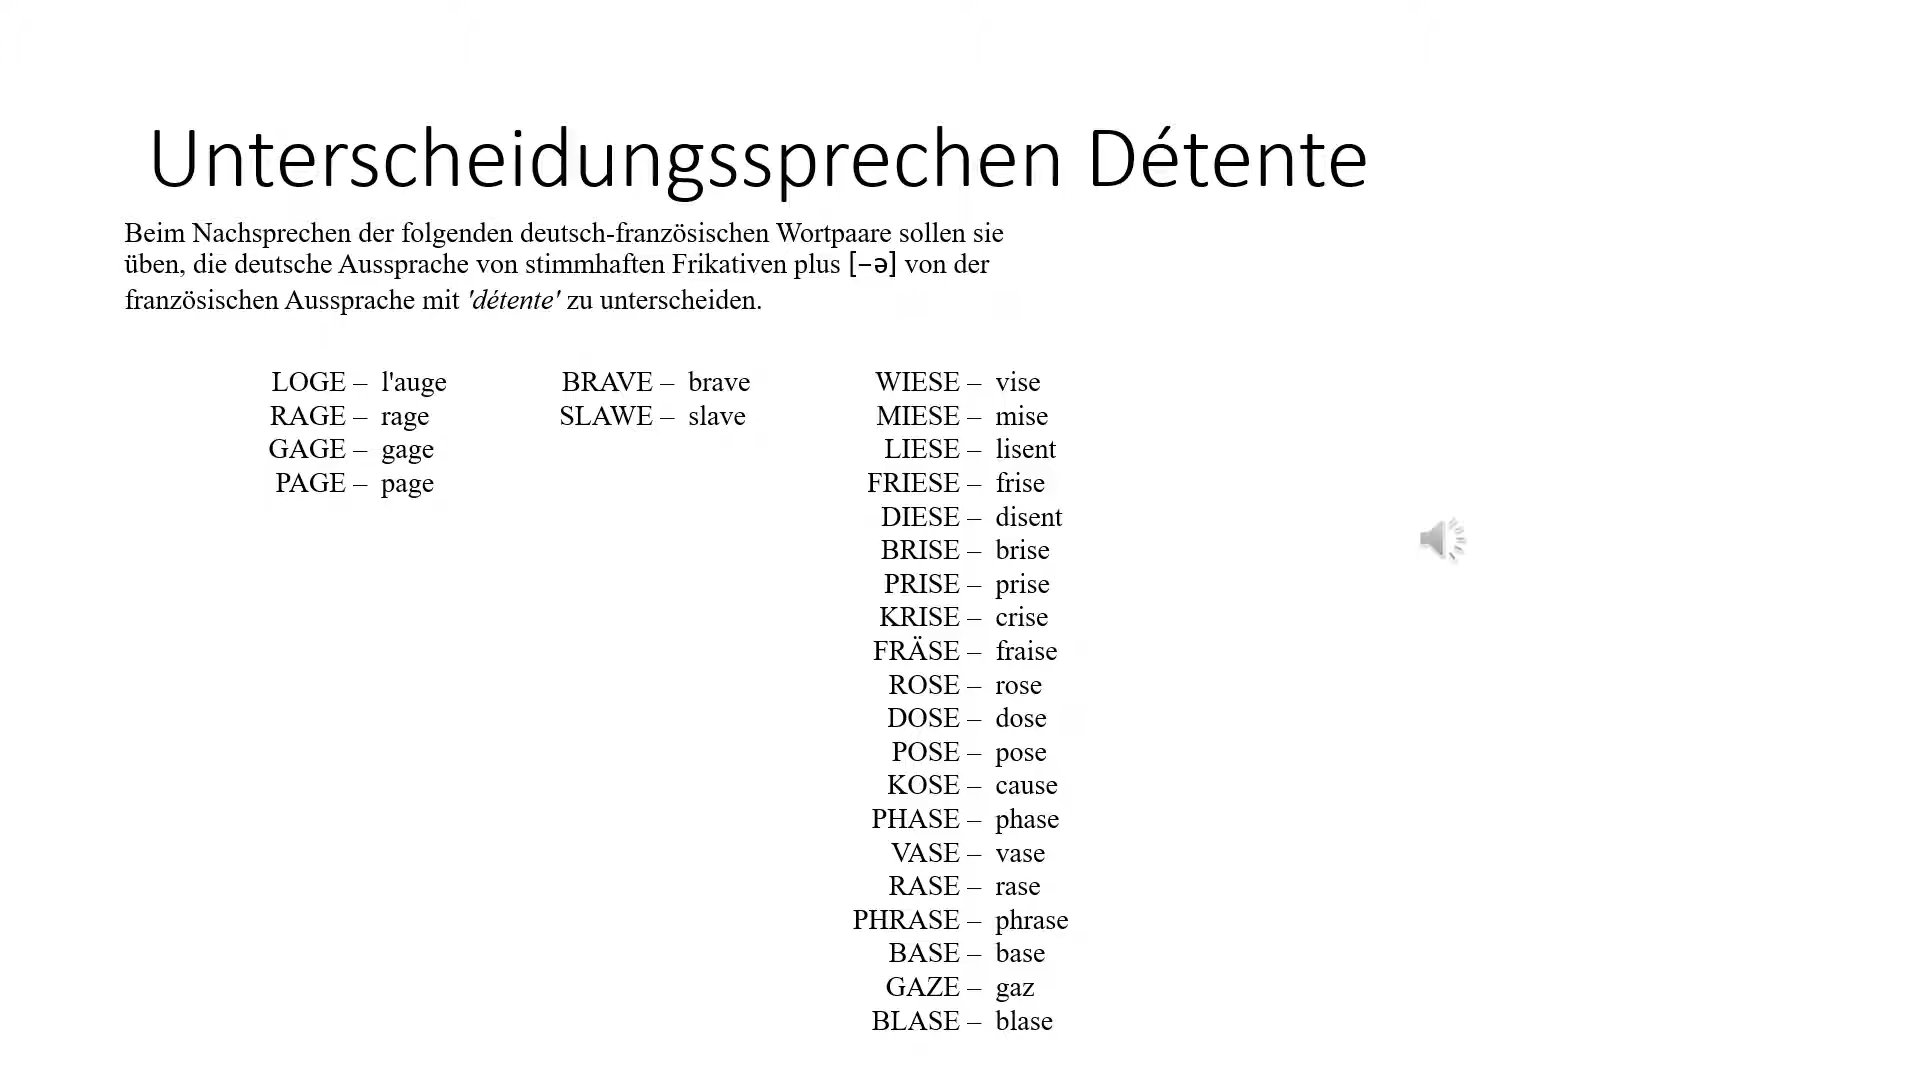 Unterscheidungssprechen Détente
Beim Nachsprechen der folgenden deutsch-französischen Wortpaare sollen sie
üben, die deutsche Aussprache von stimmhaften Frikativen plus [–ə] von der
französischen Aussprache mit 'détente' zu unterscheiden.
LOGE – l'auge
RAGE – rage
GAGE – gage
PAGE – page
BRAVE – brave
SLAWE – slave
WIESE – vise
MIESE – mise
LIESE – lisent
FRIESE – frise
DIESE – disent
BRISE – brise
PRISE – prise
KRISE – crise
FRÄSE – fraise
ROSE – rose
DOSE – dose
POSE – pose
KOSE – cause
PHASE – phase
VASE – vase
RASE – rase
PHRASE – phrase
BASE – base
GAZE – gaz
BLASE – blase